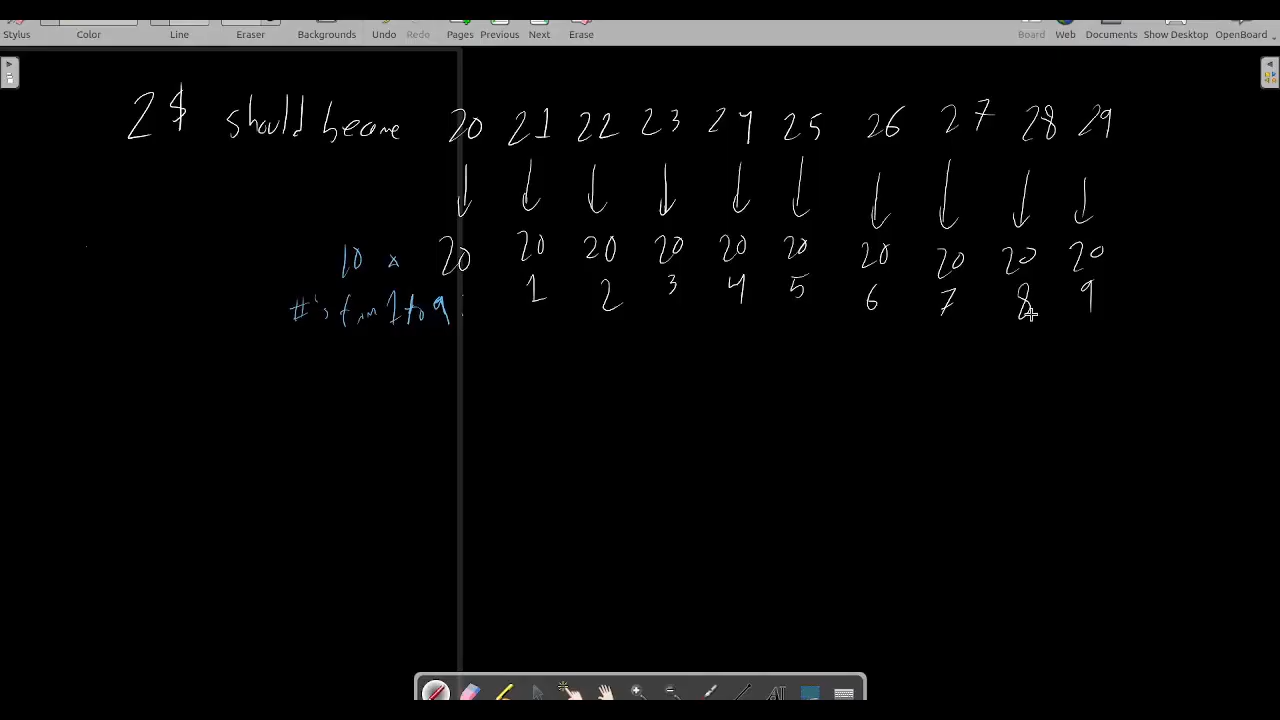 Stylus Color Line Eraser Backgrounds Undo Redo Pages Previous Next Erase Board Web Documents Show Desktop OpenBoard
2$ should become 20 21 22 23 24 25 26 27 28 29
10 x 20 20 20 20 20 20 20 20 20 20
#'s from 1 to 9: 1 2 3 4 5 6 7 8 9